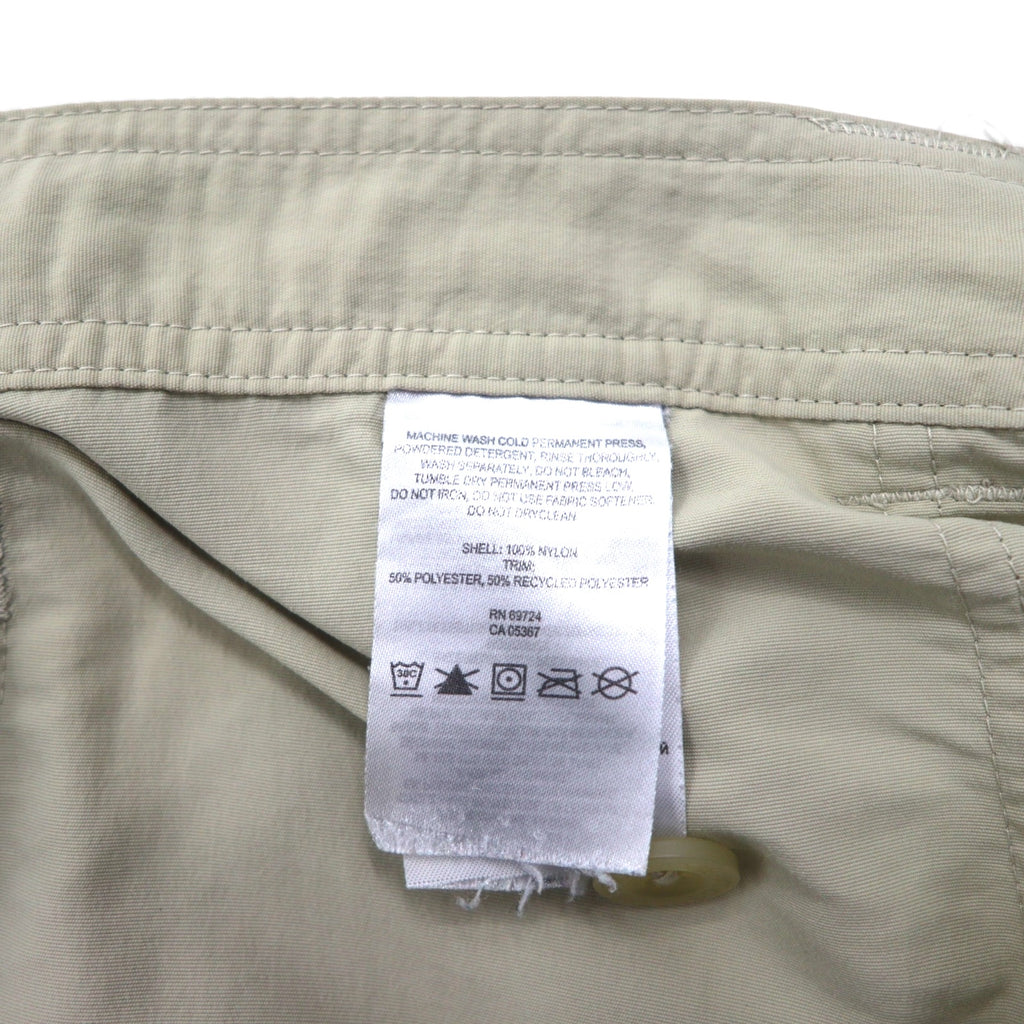 MACHINE WASH COLD PERMANENT PRESS,
POWDERED DETERGENT, RINSE THOROUGHLY,
WASH SEPARATELY, DO NOT BLEACH,
TUMBLE DRY PERMANENT PRESS LOW,
DO NOT IRON, DO NOT USE FABRIC SOFTENER,
DO NOT DRYCLEAN
SHELL: 100% NYLON
TRIM:
50% POLYESTER, 50% RECYCLED POLYESTER
RN 69724
CA 05367
30C
й